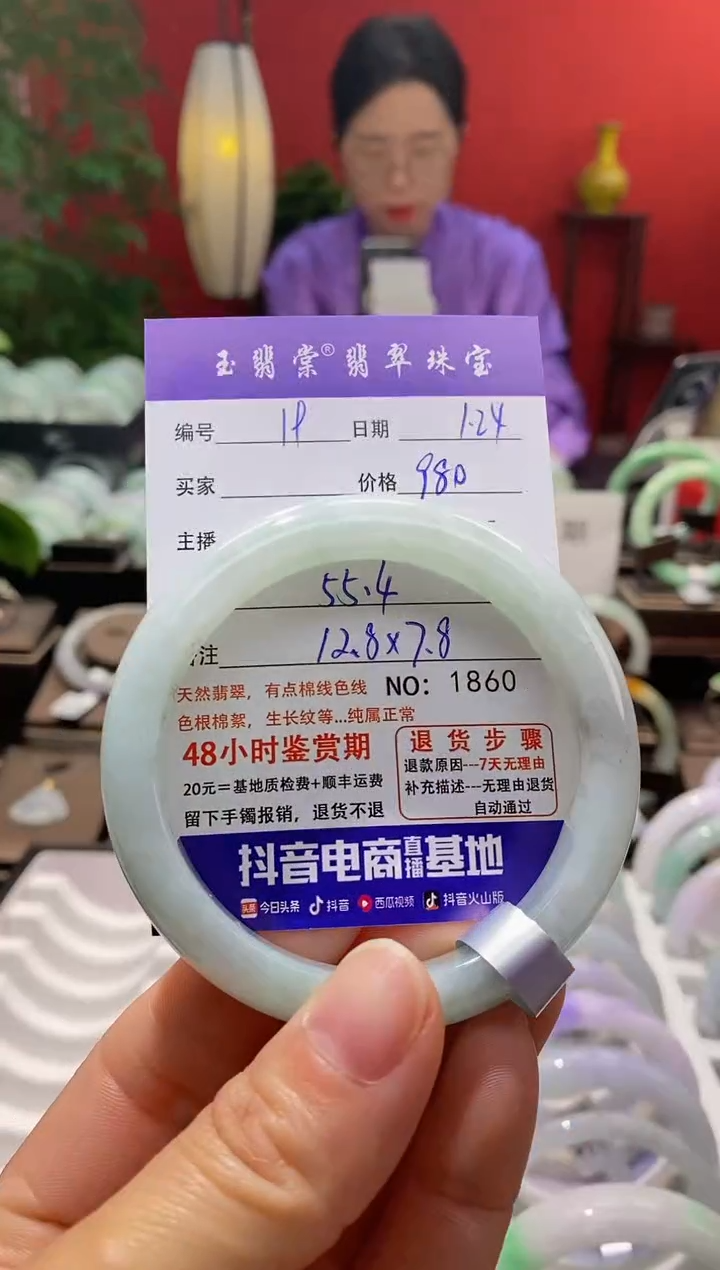 玉翡棠®翡翠珠宝
编号 11 日期 1.24
买家 价格 980
主播
55.4
注 12.8x7.8
天然翡翠，有点棉线色线 NO: 1860
色根棉絮，生长纹等...纯属正常
48小时鉴赏期
20元＝基地质检费+顺丰运费
留下手镯报销，退货不退
退货步骤
退款原因---7天无理由
补充描述---无理由退货
自动通过
抖音电商直播基地
头条 今日头条 抖音 西瓜视频 抖音火山版